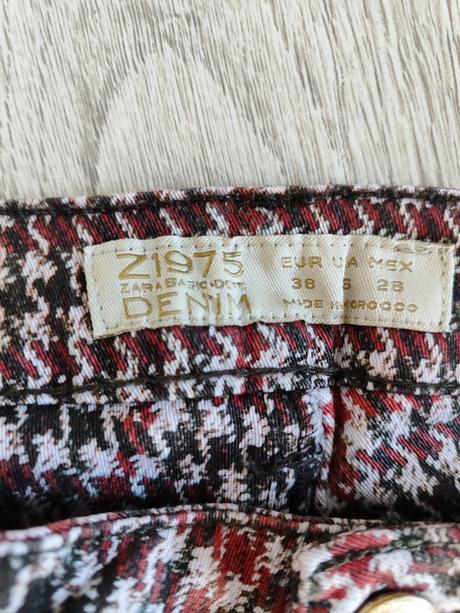 Z1975
ZARA BASIC DEPT.
DENIM
EUR USA MEX
38 6 28
MADE IN MOROCCO